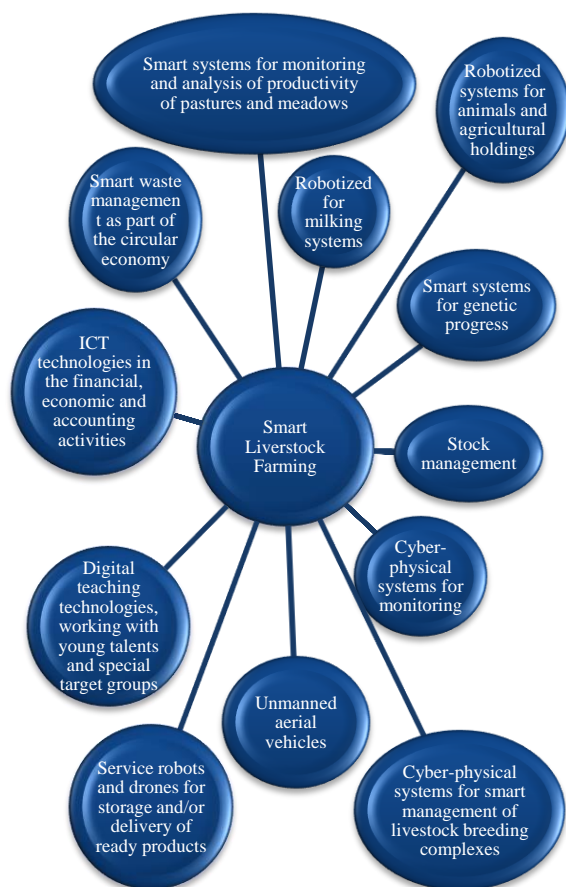 Smart systems for monitoring
and analysis of productivity
of pastures and meadows
Robotized
systems for
animals and
agricultural
holdings
Smart waste
managemen
t as part of
the circular
economy
Robotized
for
milking
systems
Smart systems
for genetic
progress
ICT
technologies in
the financial,
economic and
accounting
activities
Smart
Liverstock
Farming
Stock
management
Cyber-
physical
systems for
monitoring
Digital
teaching
technologies,
working with
young talents
and special
target groups
Unmanned
aerial
vehicles
Service robots
and drones for
storage and/or
delivery of
ready products
Cyber-physical
systems for smart
management of
livestock breeding
complexes